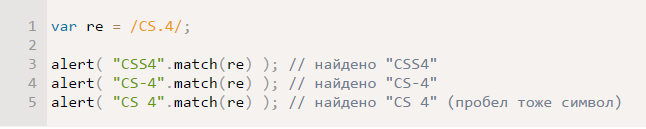 1 var re = /CS.4/;
2
3 alert( "CSS4".match(re) ); // найдено "CSS4"
4 alert( "CS-4".match(re) ); // найдено "CS-4"
5 alert( "CS 4".match(re) ); // найдено "CS 4" (пробел тоже символ)